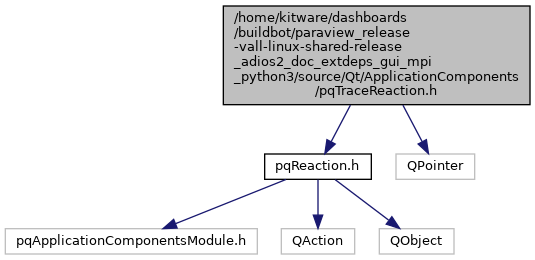 /home/kitware/dashboards
/buildbot/paraview_release
-vall-linux-shared-release
_adios2_doc_extdeps_gui_mpi
_python3/source/Qt/ApplicationComponents
/pqTraceReaction.h
pqReaction.h
QPointer
pqApplicationComponentsModule.h
QAction
QObject